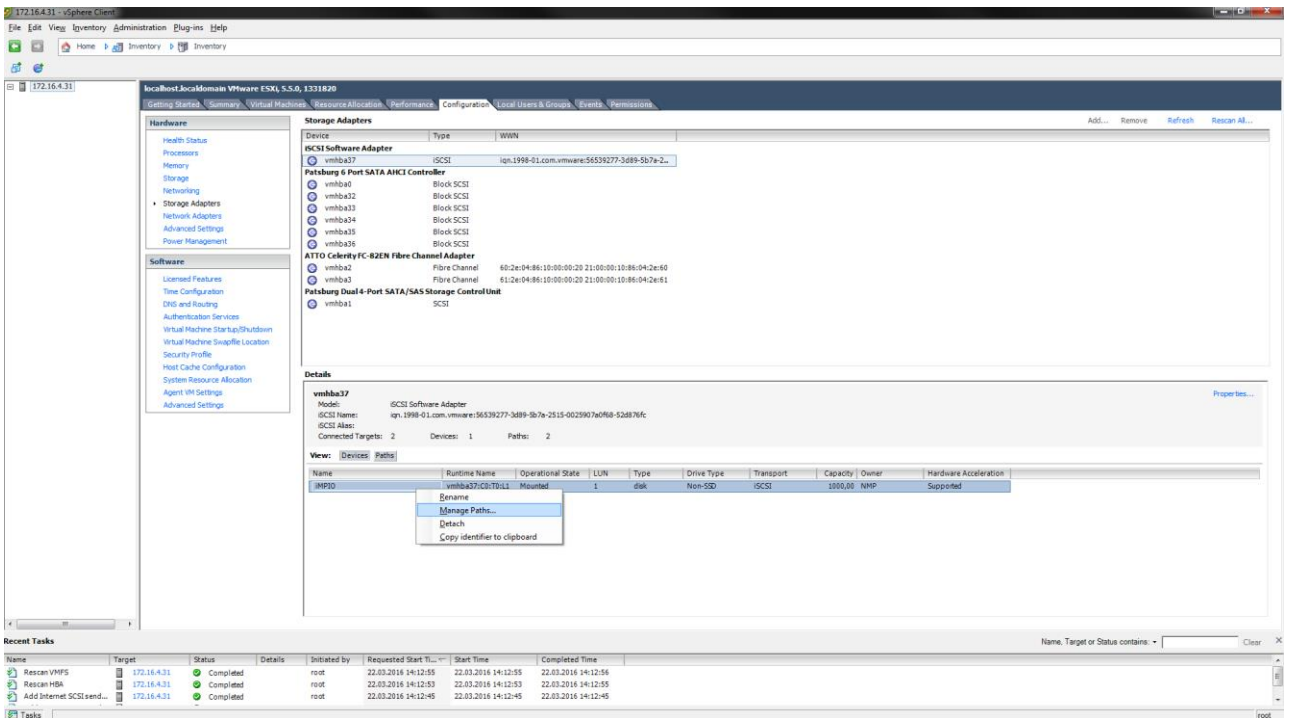 172.16.4.31 - vSphere Client
File Edit View Inventory Administration Plug-ins Help
Home Inventory Inventory
172.16.4.31
localhost.localdomain VMware ESXi, 5.5.0, 1331820
Getting Started Summary Virtual Machines Resource Allocation Performance Configuration Local Users & Groups Events Permissions
Hardware
Health Status
Processors
Memory
Storage
Networking
Storage Adapters
Network Adapters
Advanced Settings
Power Management
Software
Licensed Features
Time Configuration
DNS and Routing
Authentication Services
Virtual Machine Startup/Shutdown
Virtual Machine Swapfile Location
Security Profile
Host Cache Configuration
System Resource Allocation
Agent VM Settings
Advanced Settings
Storage Adapters Add... Remove Refresh Rescan All...
Device Type WWN
iSCSI Software Adapter
vmhba37 iSCSI iqn.1998-01.com.vmware:56539277-3d89-5b7a-2...
Patsburg 6 Port SATA AHCI Controller
vmhba0 Block SCSI
vmhba32 Block SCSI
vmhba33 Block SCSI
vmhba34 Block SCSI
vmhba35 Block SCSI
vmhba36 Block SCSI
ATTO Celerity FC-82EN Fibre Channel Adapter
vmhba2 Fibre Channel 60:2e:04:86:10:00:00:20 21:00:00:10:86:04:2e:60
vmhba3 Fibre Channel 61:2e:04:86:10:00:00:20 21:00:00:10:86:04:2e:61
Patsburg Dual 4-Port SATA/SAS Storage Control Unit
vmhba1 SCSI
Details
vmhba37 Properties...
Model: iSCSI Software Adapter
iSCSI Name: iqn.1998-01.com.vmware:56539277-3d89-5b7a-2515-0025907a0f68-52d876fc
iSCSI Alias:
Connected Targets: 2 Devices: 1 Paths: 2
View: Devices Paths
Name Runtime Name Operational State LUN Type Drive Type Transport Capacity Owner Hardware Acceleration
iMPIO vmhba37:C0:T0:L1 Mounted 1 disk Non-SSD iSCSI 1000,00 NMP Supported
Rename
Manage Paths...
Detach
Copy identifier to clipboard
Recent Tasks Name, Target or Status contains: Clear
Name Target Status Details Initiated by Requested Start Ti... Start Time Completed Time
Rescan VMFS 172.16.4.31 Completed root 22.03.2016 14:12:55 22.03.2016 14:12:55 22.03.2016 14:12:56
Rescan HBA 172.16.4.31 Completed root 22.03.2016 14:12:53 22.03.2016 14:12:53 22.03.2016 14:12:55
Add Internet SCSI send... 172.16.4.31 Completed root 22.03.2016 14:12:45 22.03.2016 14:12:45 22.03.2016 14:12:45
Tasks root